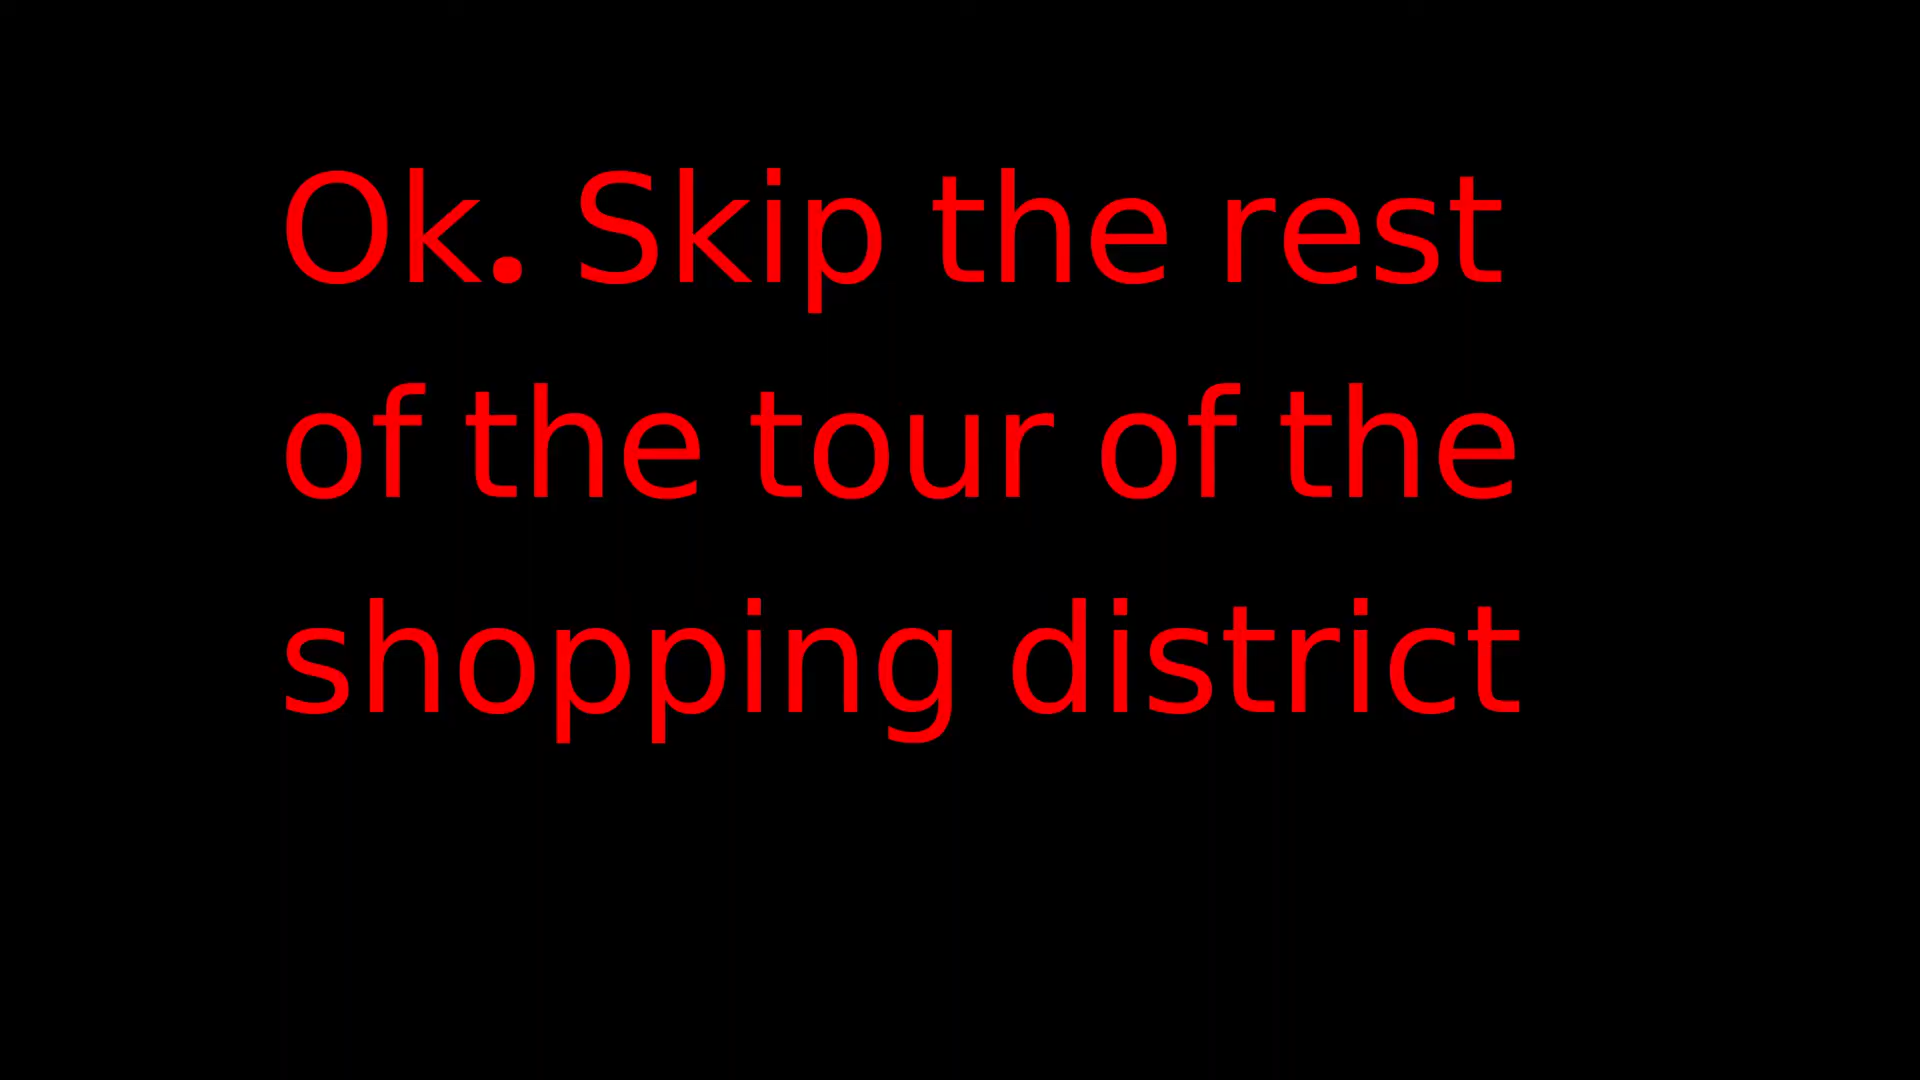 Ok. Skip the rest
of the tour of the
shopping district